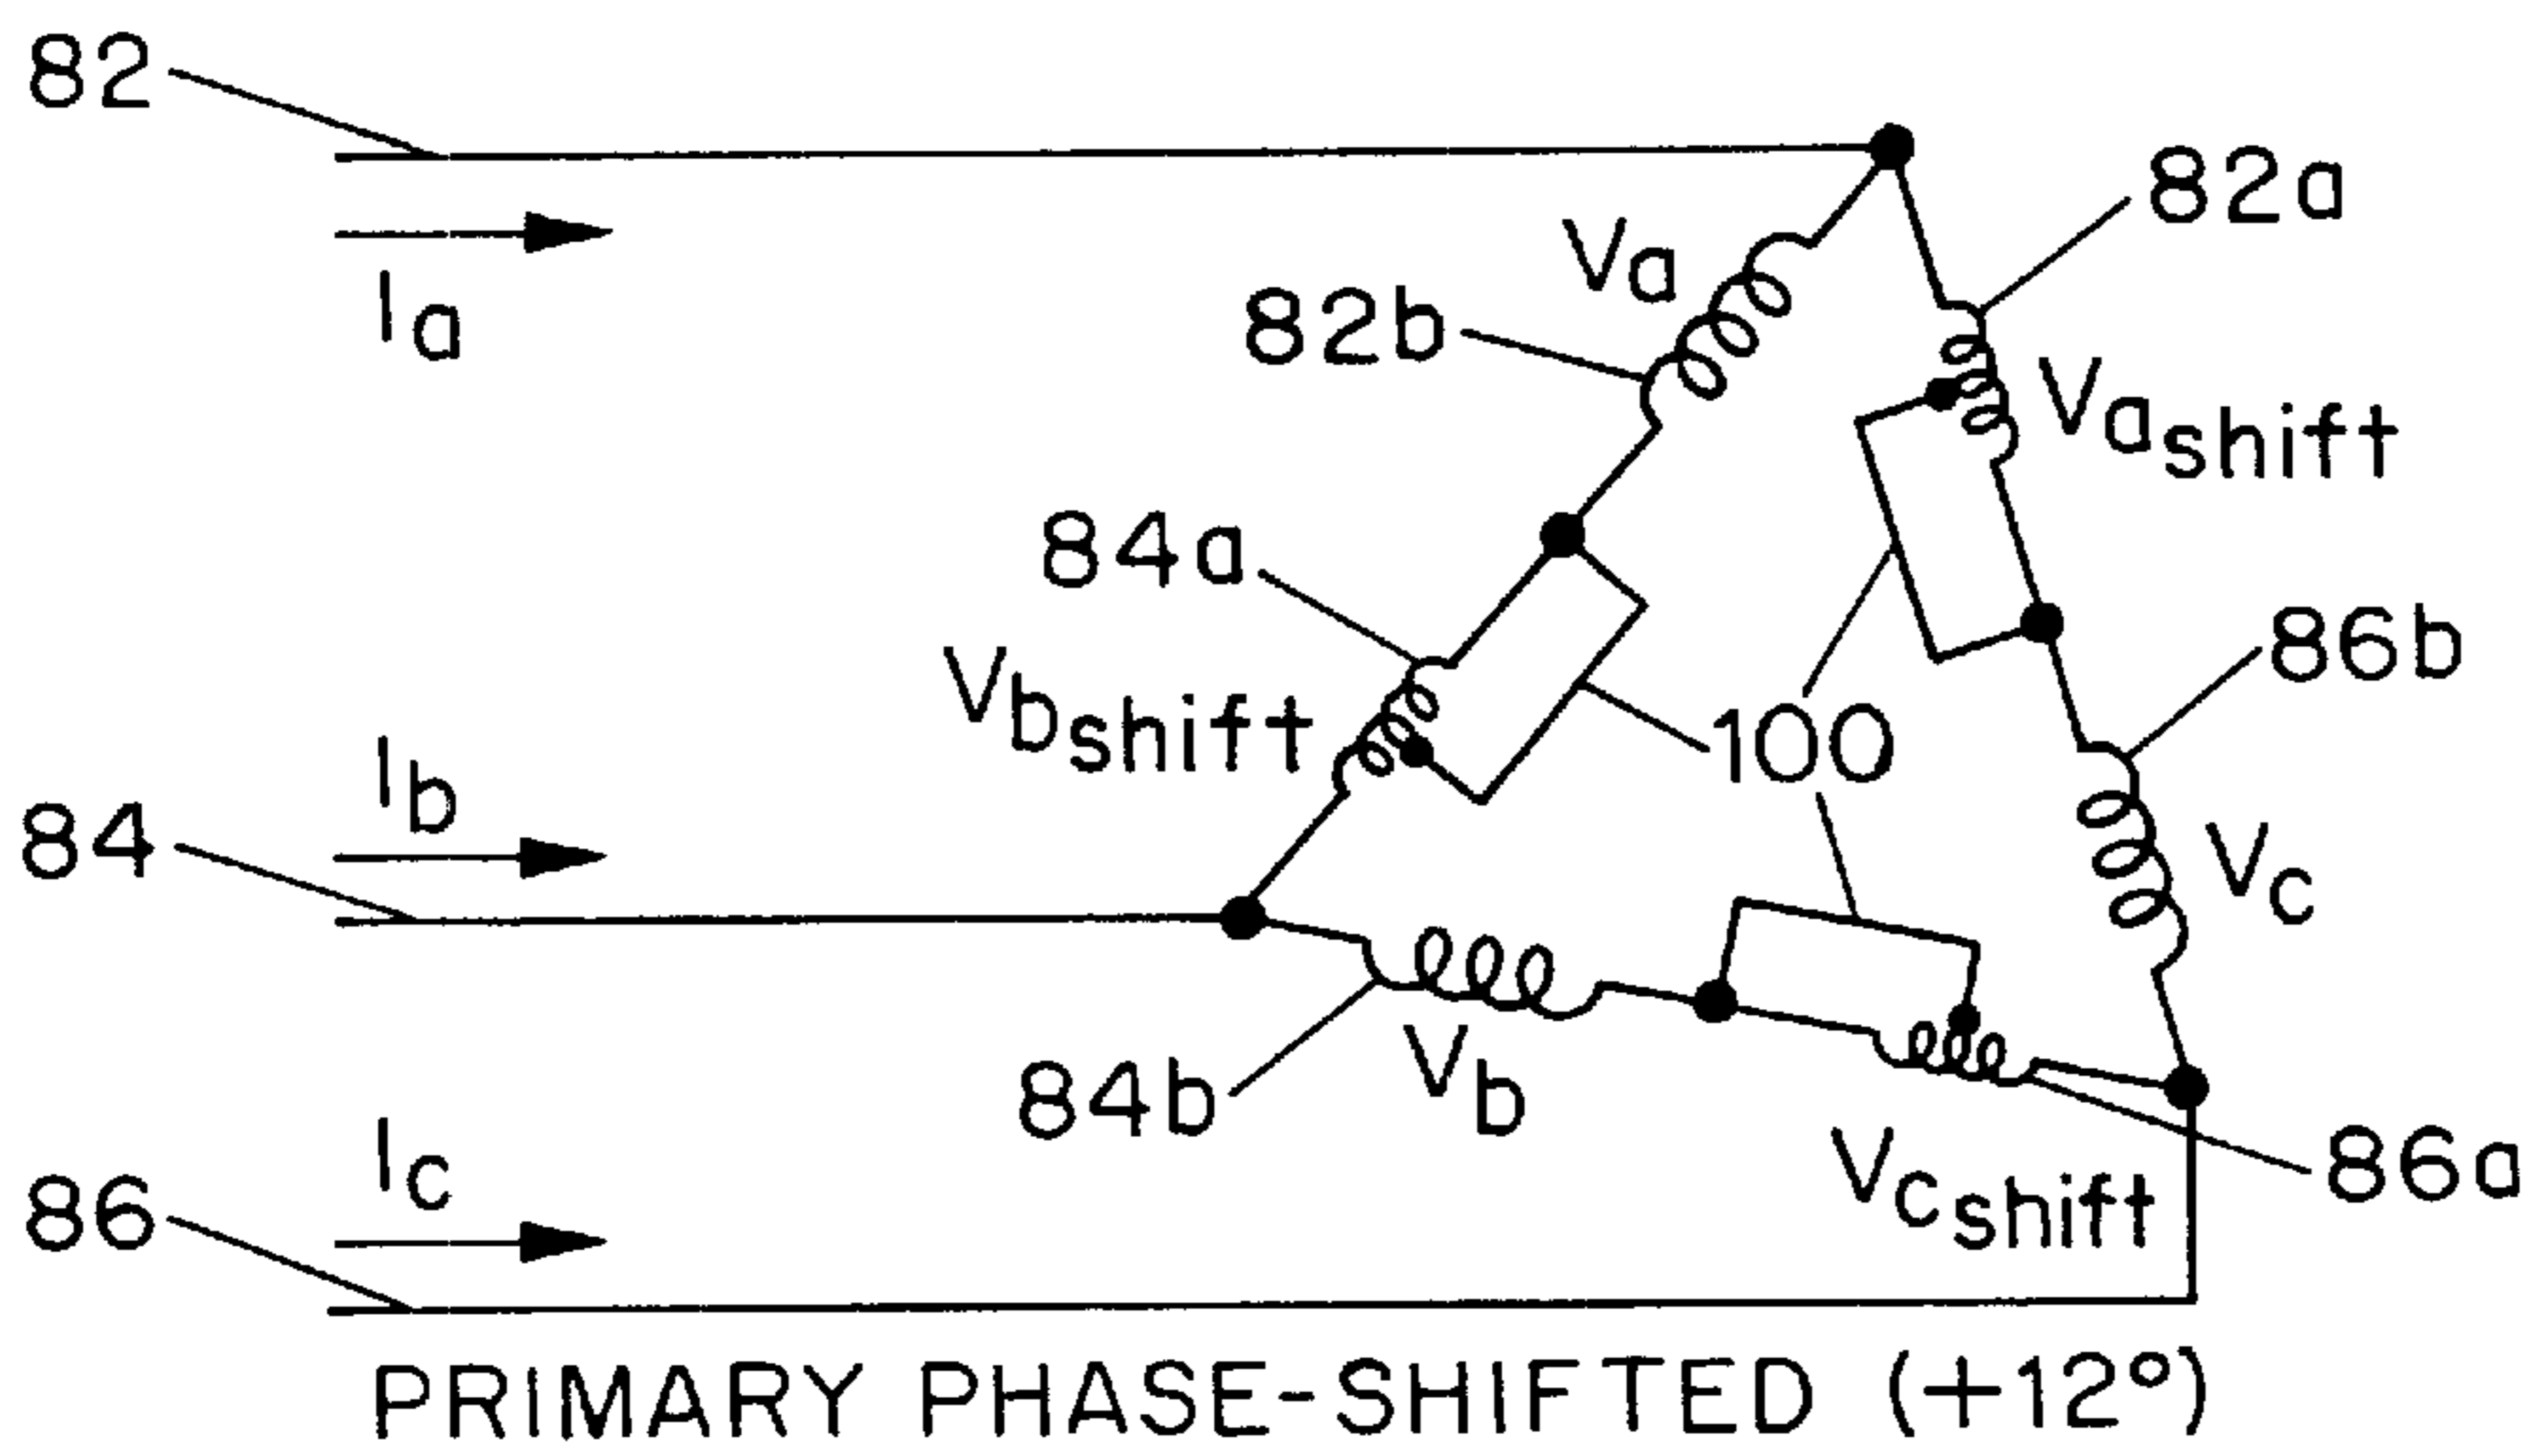 82
Ia
Va
82a
82b
Vashift
84a
86b
Vbshift
100
Ib
84
Vc
84b
Vb
Ic
86
Vcshift
86a
PRIMARY PHASE-SHIFTED (+12°)